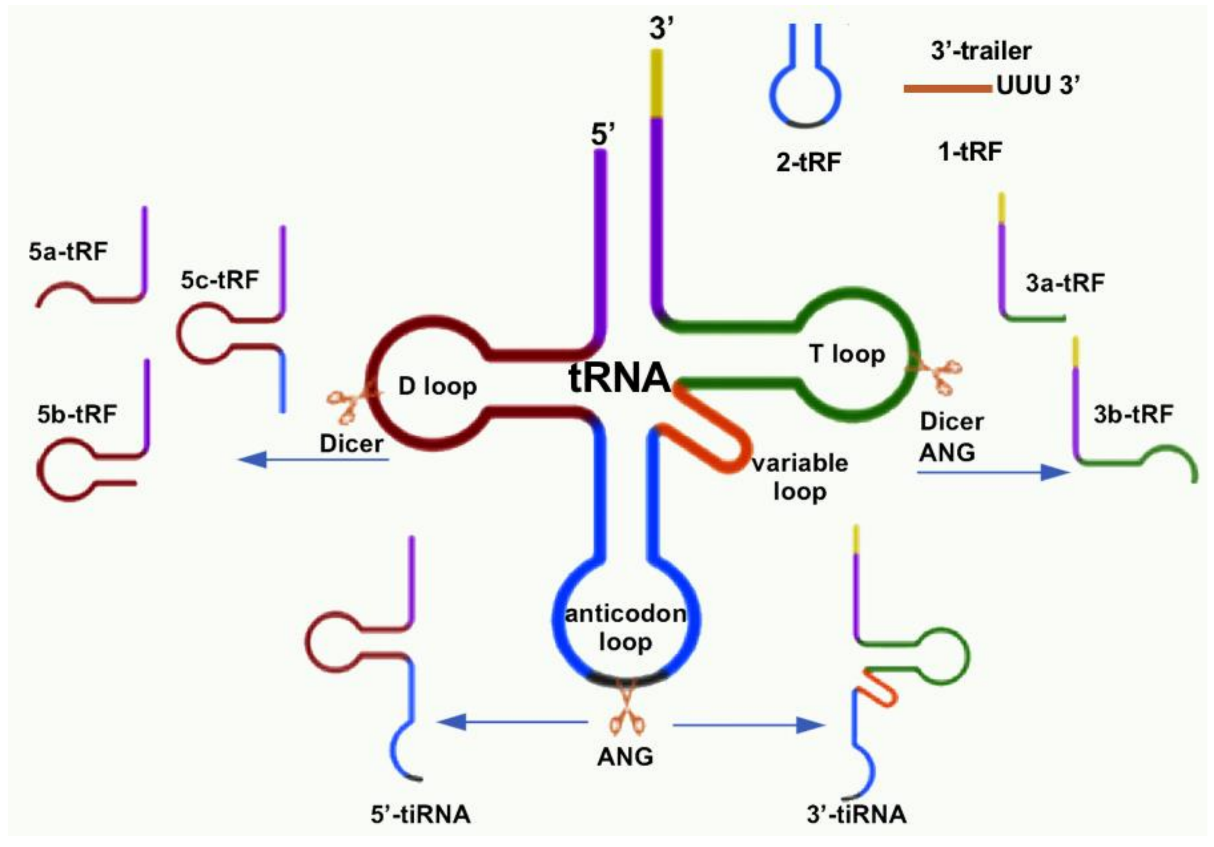 3’
3’-trailer
UUU 3’
5’
2-tRF
1-tRF
5a-tRF
5c-tRF
3a-tRF
D loop
T loop
tRNA
5b-tRF
Dicer
Dicer
ANG
3b-tRF
variable
loop
anticodon
loop
ANG
5’-tiRNA
3’-tiRNA